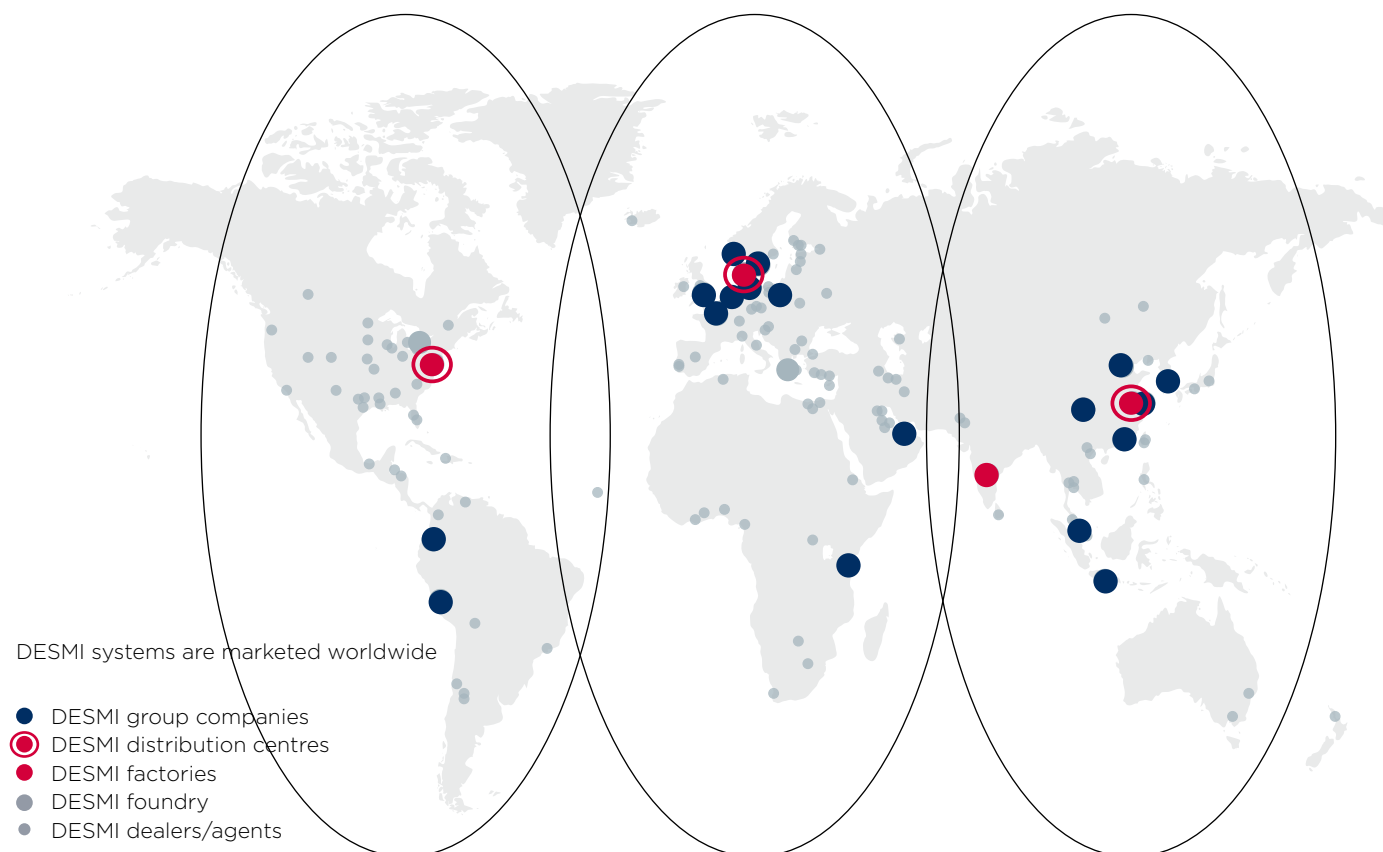 DESMI systems are marketed worldwide
DESMI group companies
DESMI distribution centres
DESMI factories
DESMI foundry
DESMI dealers/agents